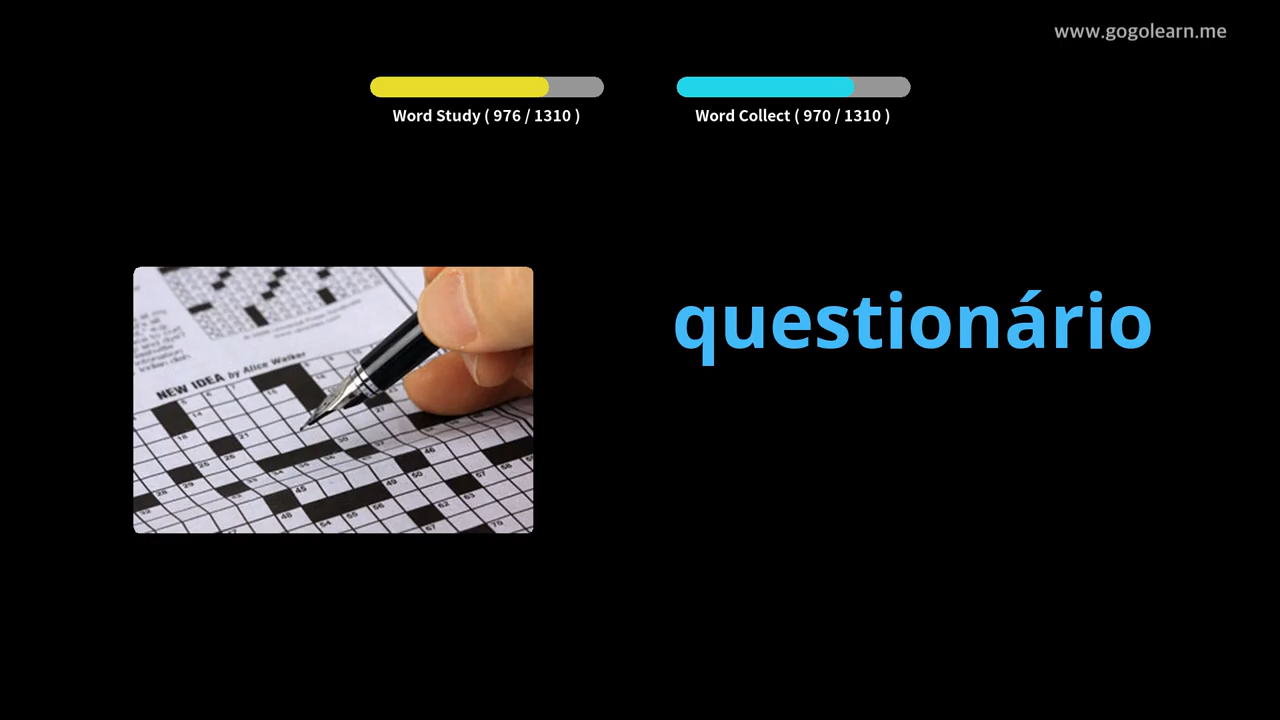 www.gogolearn.me
Word Study ( 976 / 1310 )
Word Collect ( 970 / 1310 )
questionário
NEW IDEA by Alice Walker